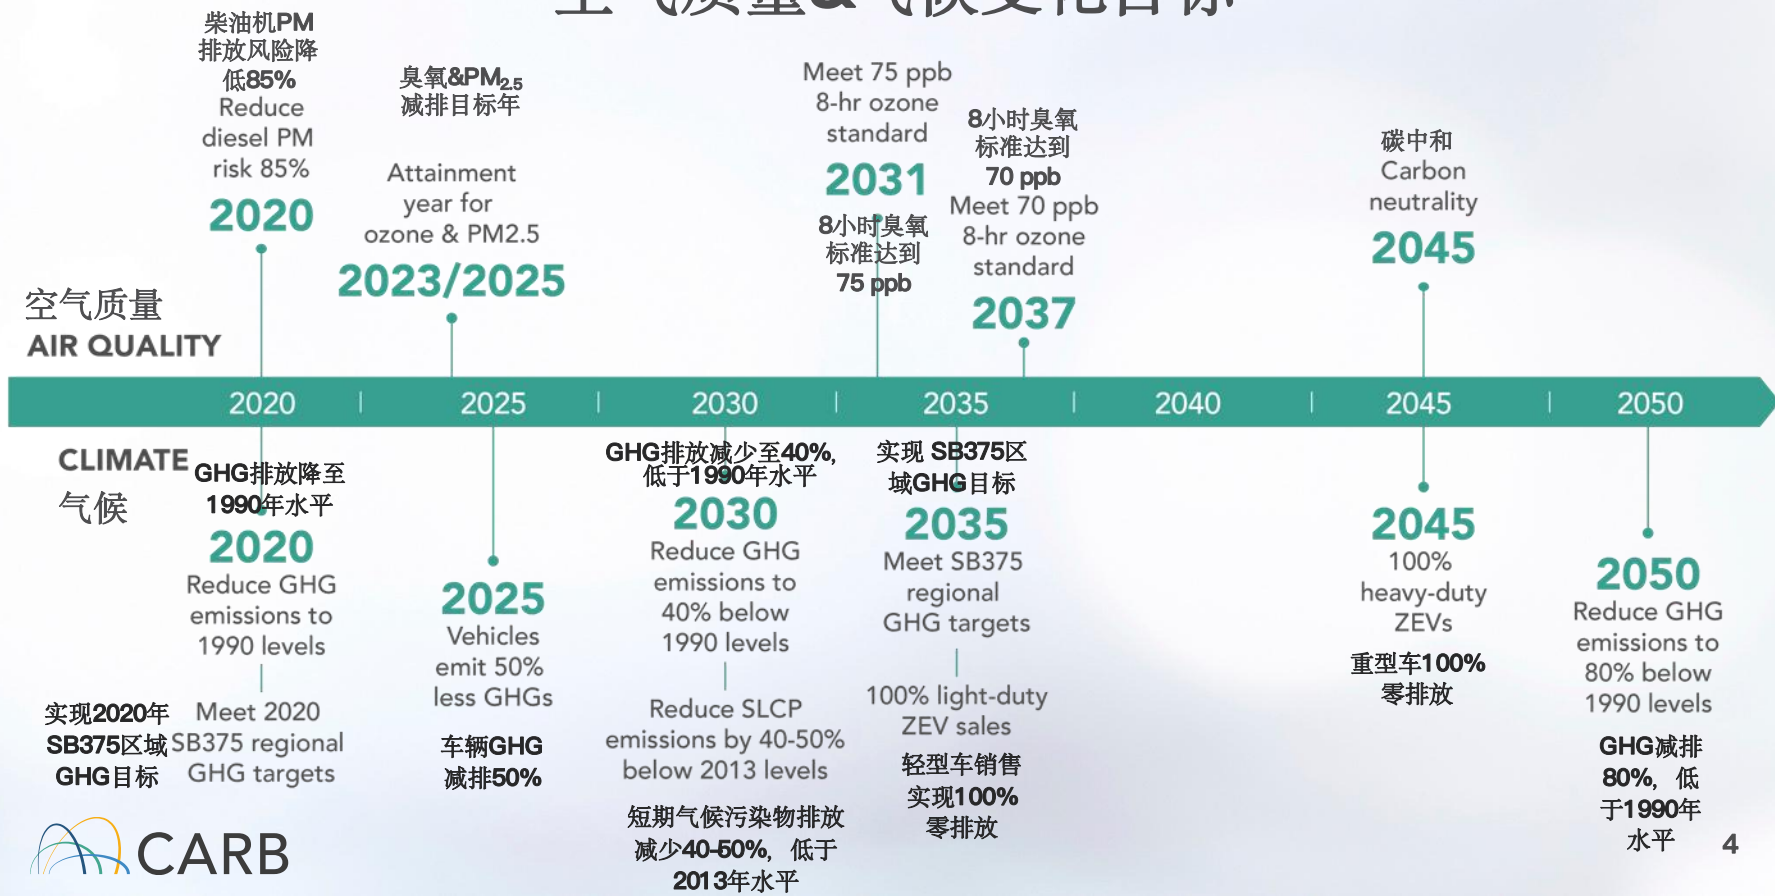 空气质量&气候变化目标
柴油机PM
排放风险降
低85%
Reduce
diesel PM
risk 85%
2020
臭氧&PM2.5
减排目标年
Attainment
year for
ozone & PM2.5
2023/2025
Meet 75 ppb
8-hr ozone
standard
2031
8小时臭氧
标准达到
75 ppb
8小时臭氧
标准达到
70 ppb
Meet 70 ppb
8-hr ozone
standard
2037
碳中和
Carbon
neutrality
2045
空气质量
AIR QUALITY
2020 2025 2030 2035 2040 2045 2050
CLIMATE
气候
GHG排放降至
1990年水平
2020
Reduce GHG
emissions to
1990 levels
实现2020年
SB375区域
GHG目标
Meet 2020
SB375 regional
GHG targets
2025
Vehicles
emit 50%
less GHGs
车辆GHG
减排50%
GHG排放减少至40%,
低于1990年水平
2030
Reduce GHG
emissions to
40% below
1990 levels
Reduce SLCP
emissions by 40-50%
below 2013 levels
短期气候污染物排放
减少40-50%，低于
2013年水平
实现 SB375区
域GHG目标
2035
Meet SB375
regional
GHG targets
100% light-duty
ZEV sales
轻型车销售
实现100%
零排放
2045
100%
heavy-duty
ZEVs
重型车100%
零排放
2050
Reduce GHG
emissions to
80% below
1990 levels
GHG减排
80%，低
于1990年
水平
CARB
4